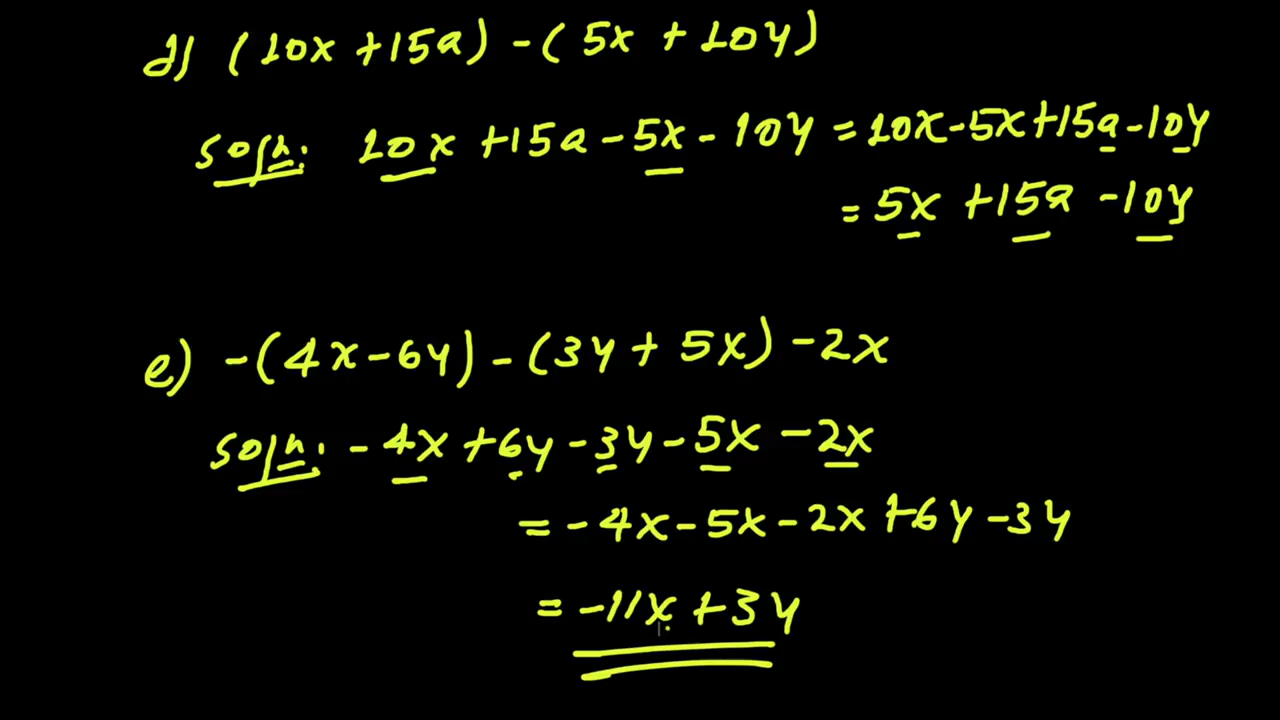 d) (10x +15a) -( 5x + 10y)
Soln: 10x +15a - 5x - 10y = 10x-5x+15a-10y
= 5x +15a -10y
e) -(4x-6y) - (3y + 5x) -2x
Soln: - 4x +6y -3y - 5x -2x
= -4x-5x-2x+6y-3y
= -11x+3y